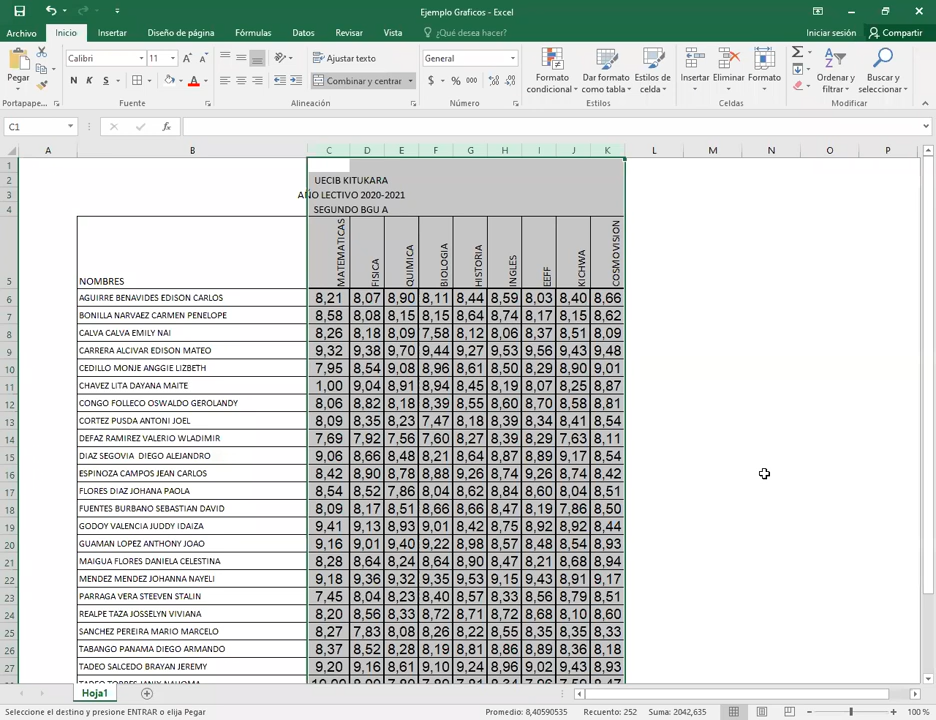 Ejemplo Graficos - Excel
Archivo Inicio Insertar Diseño de página Fórmulas Datos Revisar Vista ¿Qué desea hacer? Iniciar sesión Compartir
Pegar Calibri 11 Ajustar texto General Formato condicional Dar formato como tabla Estilos de celda Insertar Eliminar Formato Ordenar y filtrar Buscar y seleccionar
N K S Combinar y centrar $ % 000
Portapape... Fuente Alineación Número Estilos Celdas Modificar
C1
A B C D E F G H I J K L M N O P
1
2 UECIB KITUKARA
3 AÑO LECTIVO 2020-2021
4 SEGUNDO BGU A
5 NOMBRES MATEMATICAS FISICA QUIMICA BIOLOGIA HISTORIA INGLES EEFF KICHWA COSMOVISION
6 AGUIRRE BENAVIDES EDISON CARLOS 8,21 8,07 8,90 8,11 8,44 8,59 8,03 8,40 8,66
7 BONILLA NARVAEZ CARMEN PENELOPE 8,58 8,08 8,15 8,15 8,64 8,74 8,17 8,15 8,62
8 CALVA CALVA EMILY NAI 8,26 8,18 8,09 7,58 8,12 8,06 8,37 8,51 8,09
9 CARRERA ALCIVAR EDISON MATEO 9,32 9,38 9,70 9,44 9,27 9,53 9,56 9,43 9,48
10 CEDILLO MONJE ANGGIE LIZBETH 7,95 8,54 9,08 8,96 8,61 8,50 8,29 8,90 9,01
11 CHAVEZ LITA DAYANA MAITE 1,00 9,04 8,91 8,94 8,45 8,19 8,07 8,25 8,87
12 CONGO FOLLECO OSWALDO GEROLANDY 8,06 8,82 8,18 8,39 8,55 8,60 8,70 8,58 8,81
13 CORTEZ PUSDA ANTONI JOEL 8,09 8,35 8,23 7,47 8,18 8,39 8,34 8,41 8,54
14 DEFAZ RAMIREZ VALERIO WLADIMIR 7,69 7,92 7,56 7,60 8,27 8,39 8,29 7,63 8,11
15 DIAZ SEGOVIA DIEGO ALEJANDRO 9,06 8,66 8,48 8,21 8,64 8,87 8,89 9,17 8,54
16 ESPINOZA CAMPOS JEAN CARLOS 8,42 8,90 8,78 8,88 9,26 8,74 9,26 8,74 8,42
17 FLORES DIAZ JOHANA PAOLA 8,54 8,52 7,86 8,04 8,62 8,84 8,60 8,04 8,51
18 FUENTES BURBANO SEBASTIAN DAVID 8,09 8,17 8,51 8,66 8,66 8,47 8,19 7,86 8,50
19 GODOY VALENCIA JUDDY IDAIZA 9,41 9,13 8,93 9,01 8,42 8,75 8,92 8,92 8,44
20 GUAMAN LOPEZ ANTHONY JOAO 9,16 9,01 9,40 9,22 8,98 8,57 8,48 8,54 8,93
21 MAIGUA FLORES DANIELA CELESTINA 8,28 8,64 8,24 8,64 8,90 8,47 8,21 8,68 8,94
22 MENDEZ MENDEZ JOHANNA NAYELI 9,18 9,36 9,32 9,35 9,53 9,15 9,43 8,91 9,17
23 PARRAGA VERA STEEVEN STALIN 7,45 8,04 8,23 8,40 8,57 8,33 8,56 8,79 8,51
24 REALPE TAZA JOSSELYN VIVIANA 8,20 8,56 8,33 8,72 8,71 8,72 8,68 8,10 8,60
25 SANCHEZ PEREIRA MARIO MARCELO 8,27 7,83 8,08 8,26 8,22 8,55 8,35 8,35 8,33
26 TABANGO PANAMA DIEGO ARMANDO 8,37 8,52 8,28 8,19 8,81 8,86 8,89 8,36 8,18
27 TADEO SALCEDO BRAYAN JEREMY 9,20 9,16 8,61 9,10 9,24 8,96 9,02 9,43 8,93
Hoja1
Seleccione el destino y presione ENTRAR o elija Pegar Promedio: 8,40590535 Recuento: 252 Suma: 2042,635 100 %